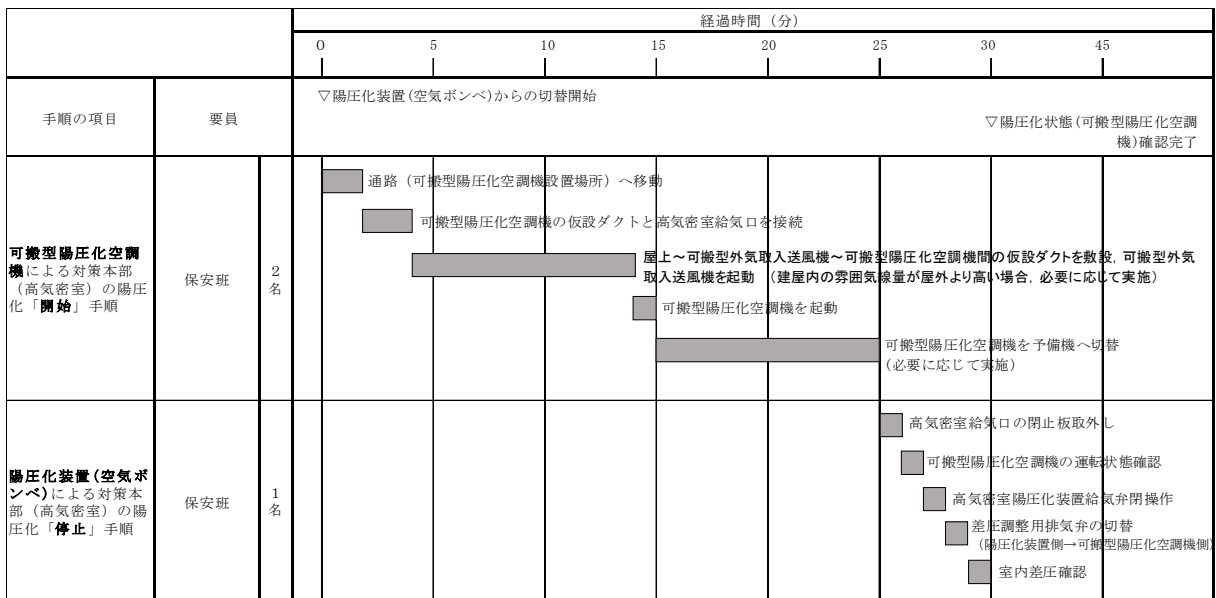 経過時間（分）
0 5 10 15 20 25 30 45
手順の項目
要員
▽陽圧化装置(空気ボンベ)からの切替開始
▽陽圧化状態(可搬型陽圧化空調
機)確認完了
可搬型陽圧化空調
機による対策本部
（高気密室）の陽圧
化「開始」手順
保安班
2
名
通路（可搬型陽圧化空調機設置場所）へ移動
可搬型陽圧化空調機の仮設ダクトと高気密室給気口を接続
屋上～可搬型外気取入送風機～可搬型陽圧化空調機間の仮設ダクトを敷設，可搬型外気
取入送風機を起動　（建屋内の雰囲気線量が屋外より高い場合，必要に応じて実施）
可搬型陽圧化空調機を起動
可搬型陽圧化空調機を予備機へ切替
（必要に応じて実施）
陽圧化装置(空気ボ
ンベ)による対策本
部（高気密室）の陽
圧化「停止」手順
保安班
1
名
高気密室給気口の閉止板取外し
可搬型陽圧化空調機の運転状態確認
高気密室陽圧化装置給気弁閉操作
差圧調整用排気弁の切替
（陽圧化装置側→可搬型陽圧化空調機側）
室内差圧確認